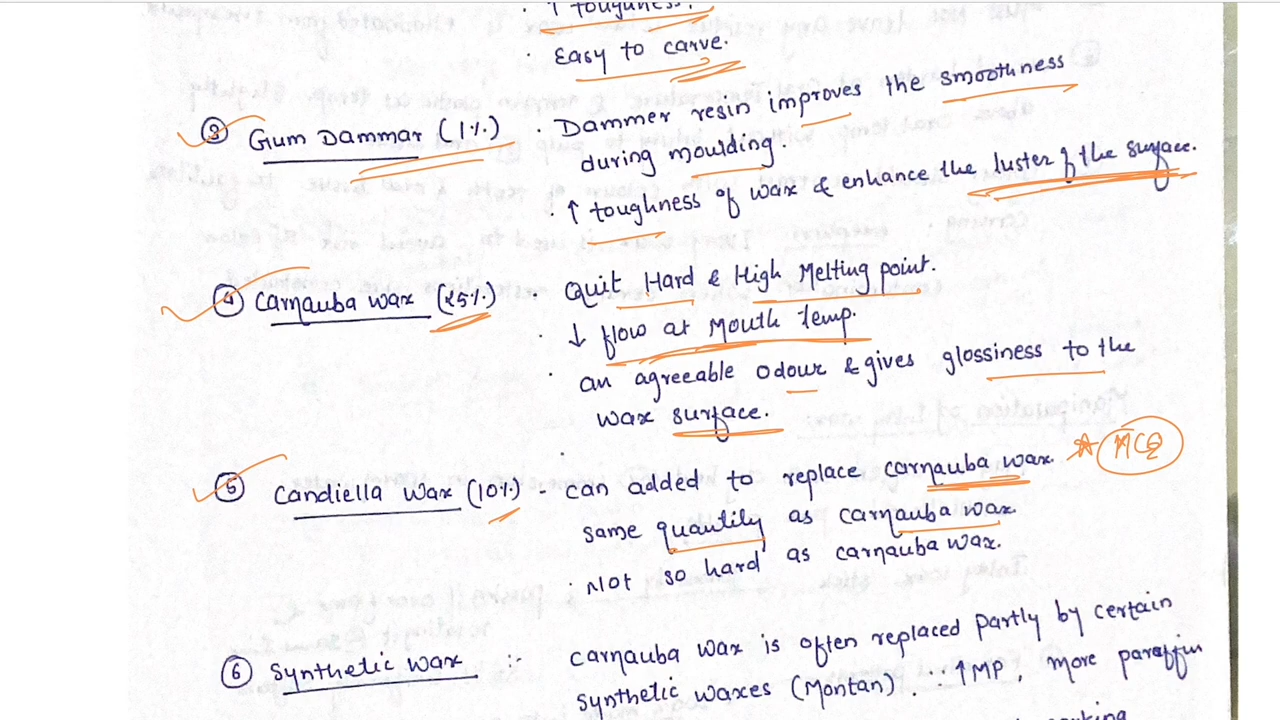 · ↑ toughness.
· Easy to carve.
③ Gum Dammar (1%) · Dammer resin improves the smoothness
during moulding.
· ↑ toughness of wax & enhance the luster of the surface.
④ Carnauba wax (25%) · Quit Hard & High Melting point.
· ↓ flow at Mouth temp.
· an agreeable odour & gives glossiness to the
wax surface.
⑤ Candiella Wax (10%) - can added to replace carnauba wax. ☆ MCQ
same quantity as carnauba wax.
· Not so hard as carnauba wax.
⑥ Synthetic wax :- carnauba wax is often replaced partly by certain
synthetic waxes (Montan). ∵ ↑MP, more paraffin